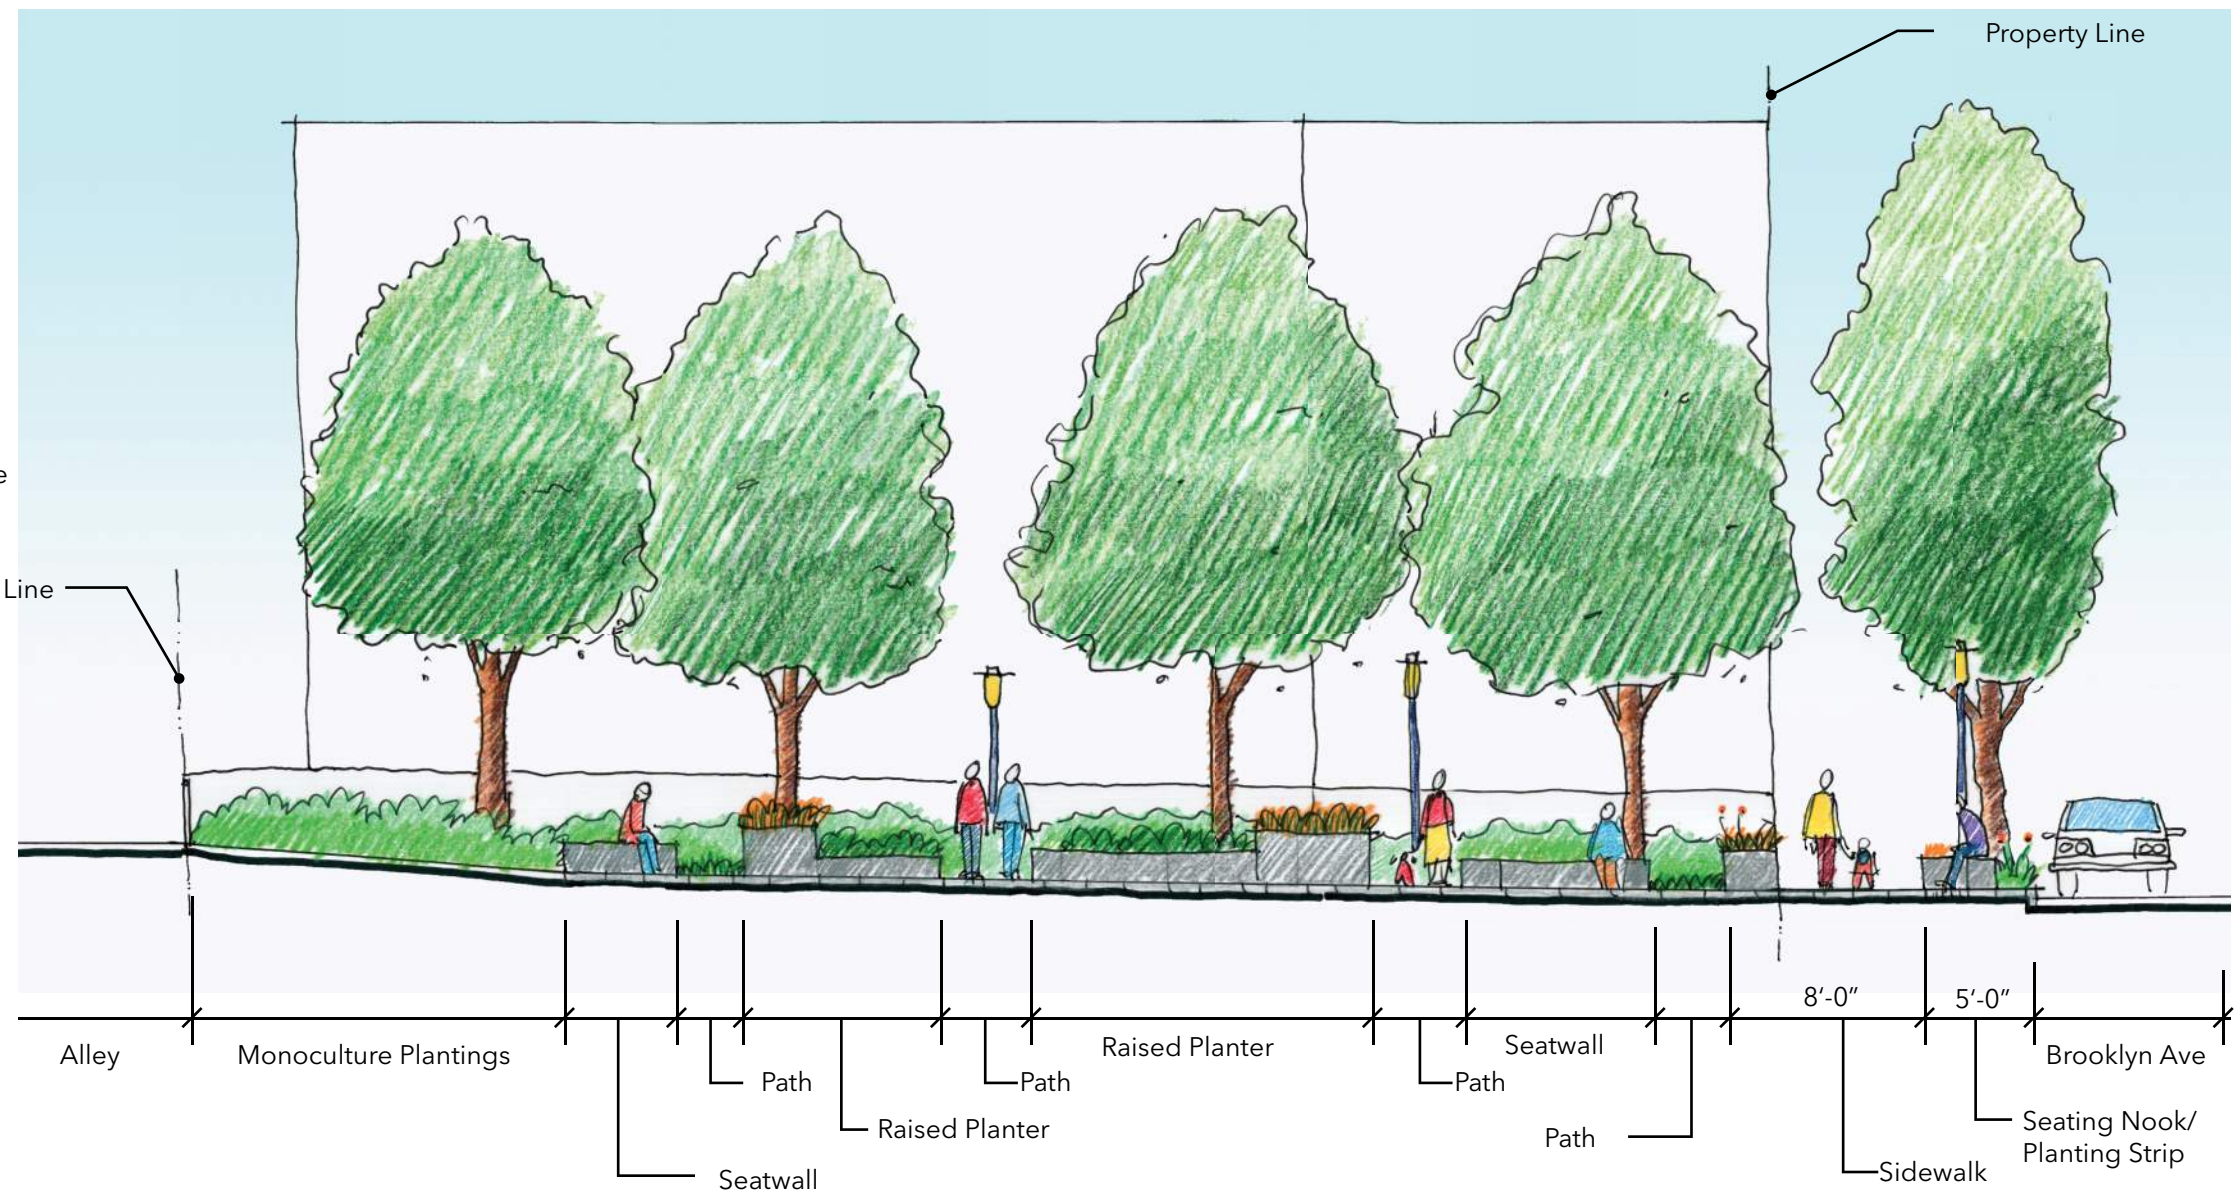 Property Line
e
Line
8'-0"
5'-0"
Alley
Monoculture Plantings
Raised Planter
Seatwall
Brooklyn Ave
Path
Path
Path
Raised Planter
Path
Seating Nook/
Planting Strip
Seatwall
Sidewalk